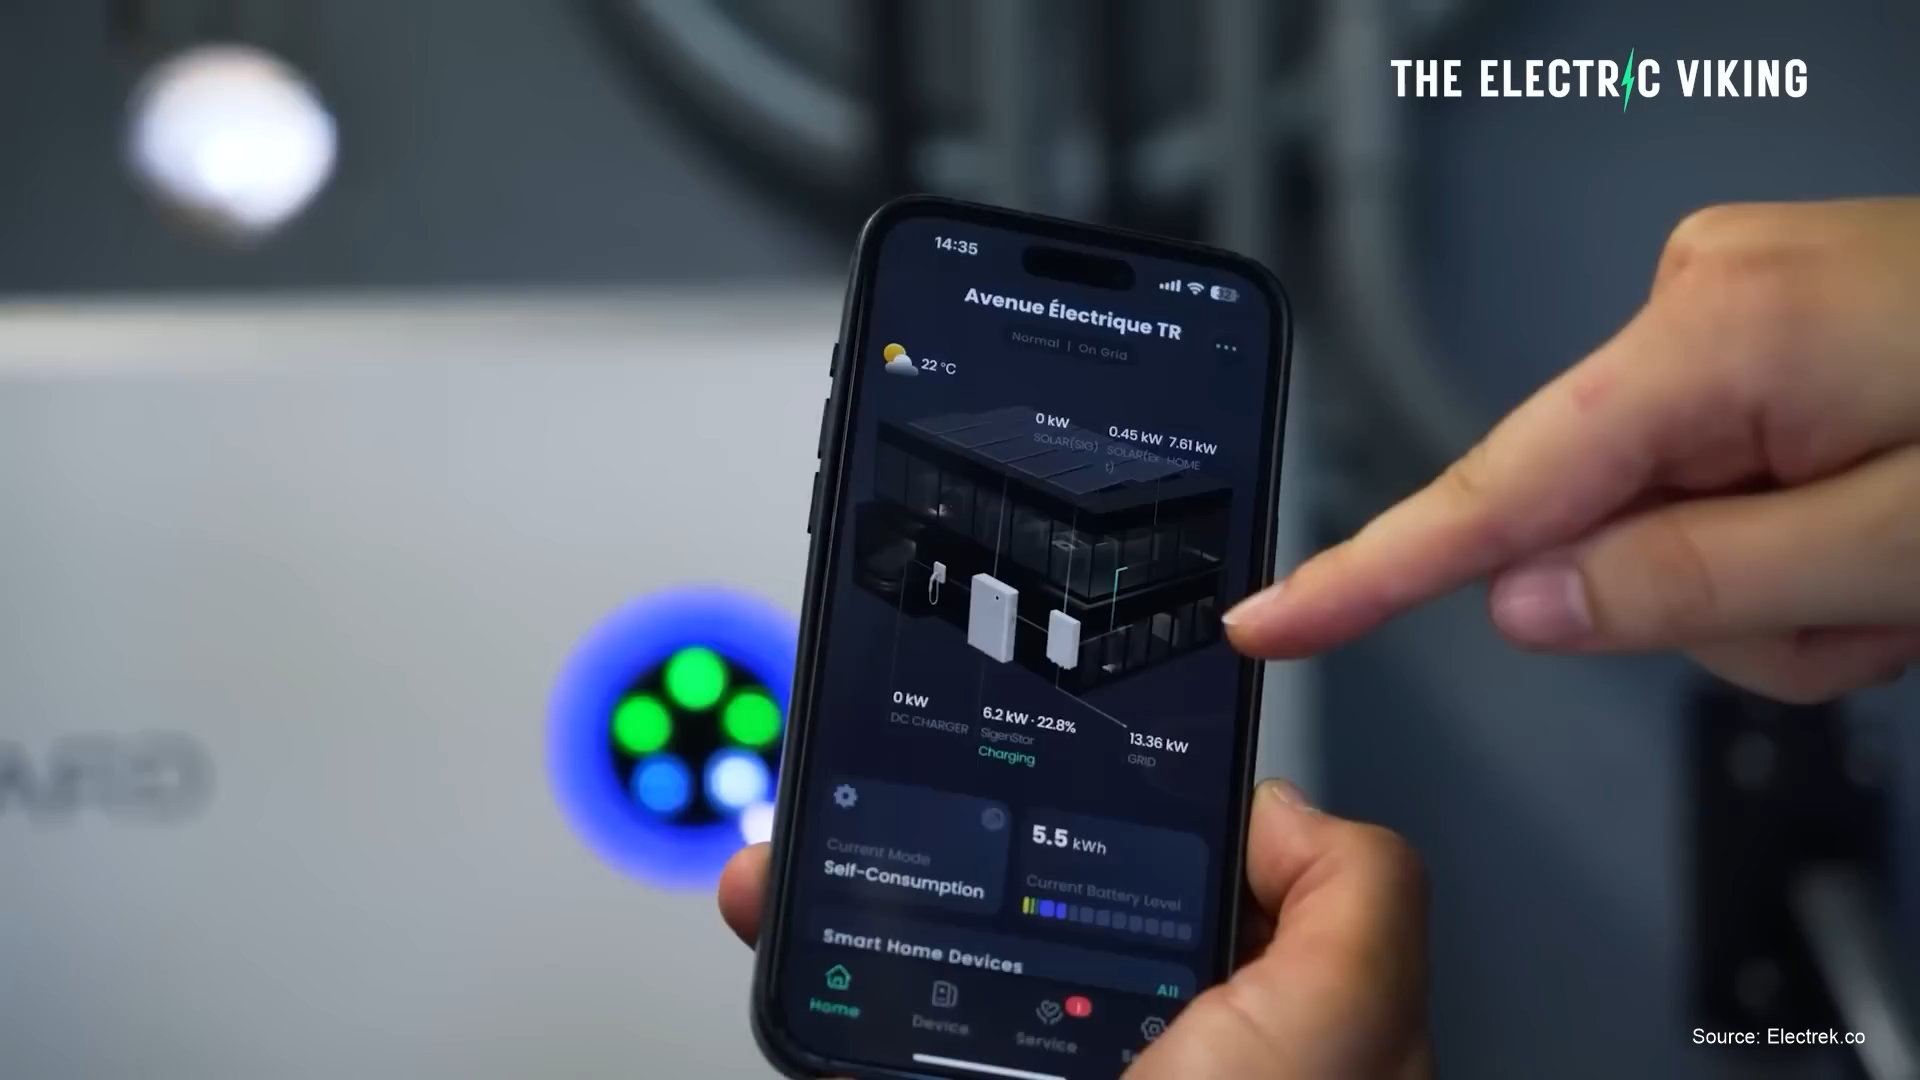 THE ELECTRIC VIKING
14:35
32
Avenue Électrique TR
Normal | On Grid
22 °C
0 kW
SOLAR(SIG)
0.45 kW
SOLAR(Ex
t)
7.61 kW
HOME
0 kW
DC CHARGER
6.2 kW · 22.8%
SigenStor
Charging
13.36 kW
GRID
Current Mode
Self-Consumption
5.5 kWh
Current Battery Level
Smart Home Devices
All
Home
Device
Service
Source: Electrek.co